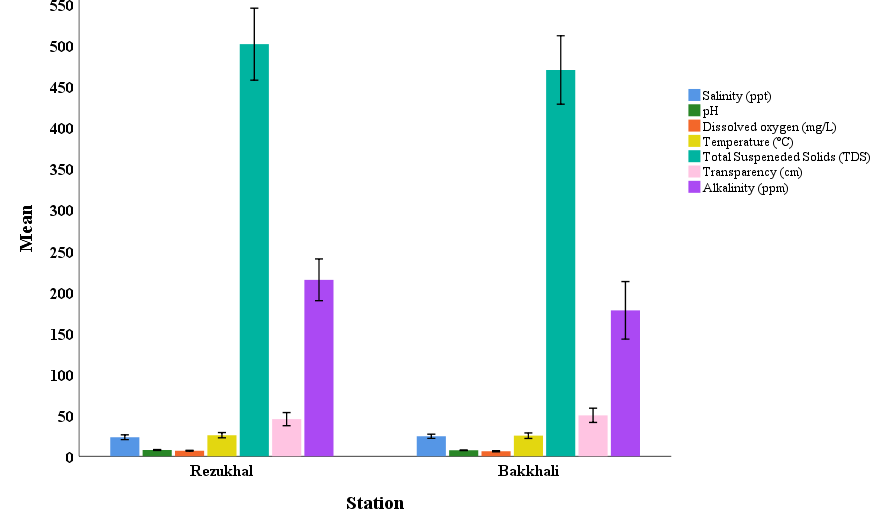 550
500
450
400
350
300
250
200
150
100
50
0
Mean
Rezukhal
Bakkhali
Station
Salinity (ppt)
pH
Dissolved oxygen (mg/L)
Temperature (°C)
Total Suspeneded Solids (TDS)
Transparency (cm)
Alkalinity (ppm)